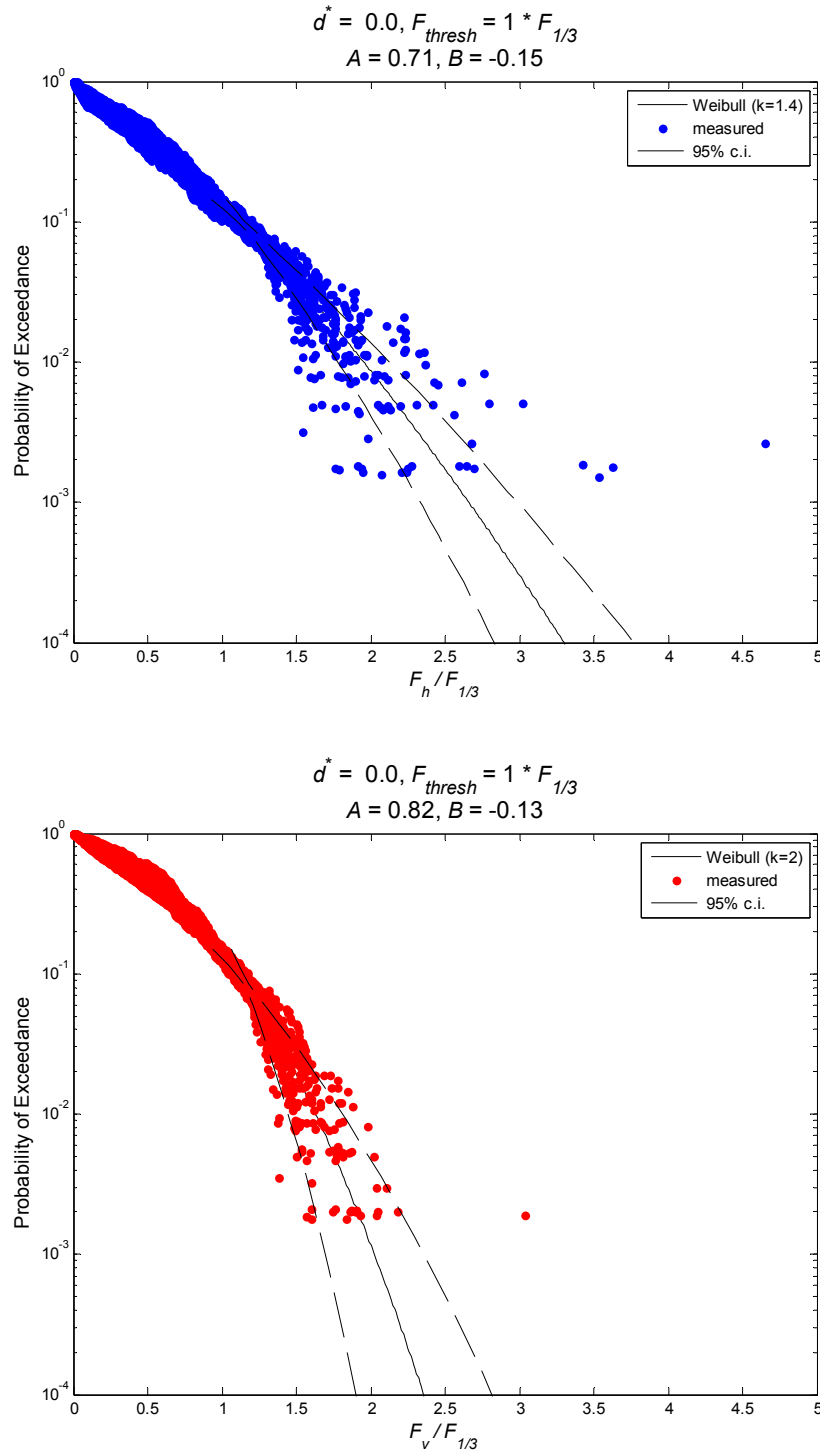 d* = 0.0, F_thresh = 1 * F_1/3
A = 0.71, B = -0.15
10^0
10^-1
10^-2
10^-3
10^-4
Probability of Exceedance
Weibull (k=1.4)
measured
95% c.i.
0 0.5 1 1.5 2 2.5 3 3.5 4 4.5 5
F_h / F_1/3
d* = 0.0, F_thresh = 1 * F_1/3
A = 0.82, B = -0.13
10^0
10^-1
10^-2
10^-3
10^-4
Probability of Exceedance
Weibull (k=2)
measured
95% c.i.
0 0.5 1 1.5 2 2.5 3 3.5 4 4.5 5
F_v / F_1/3